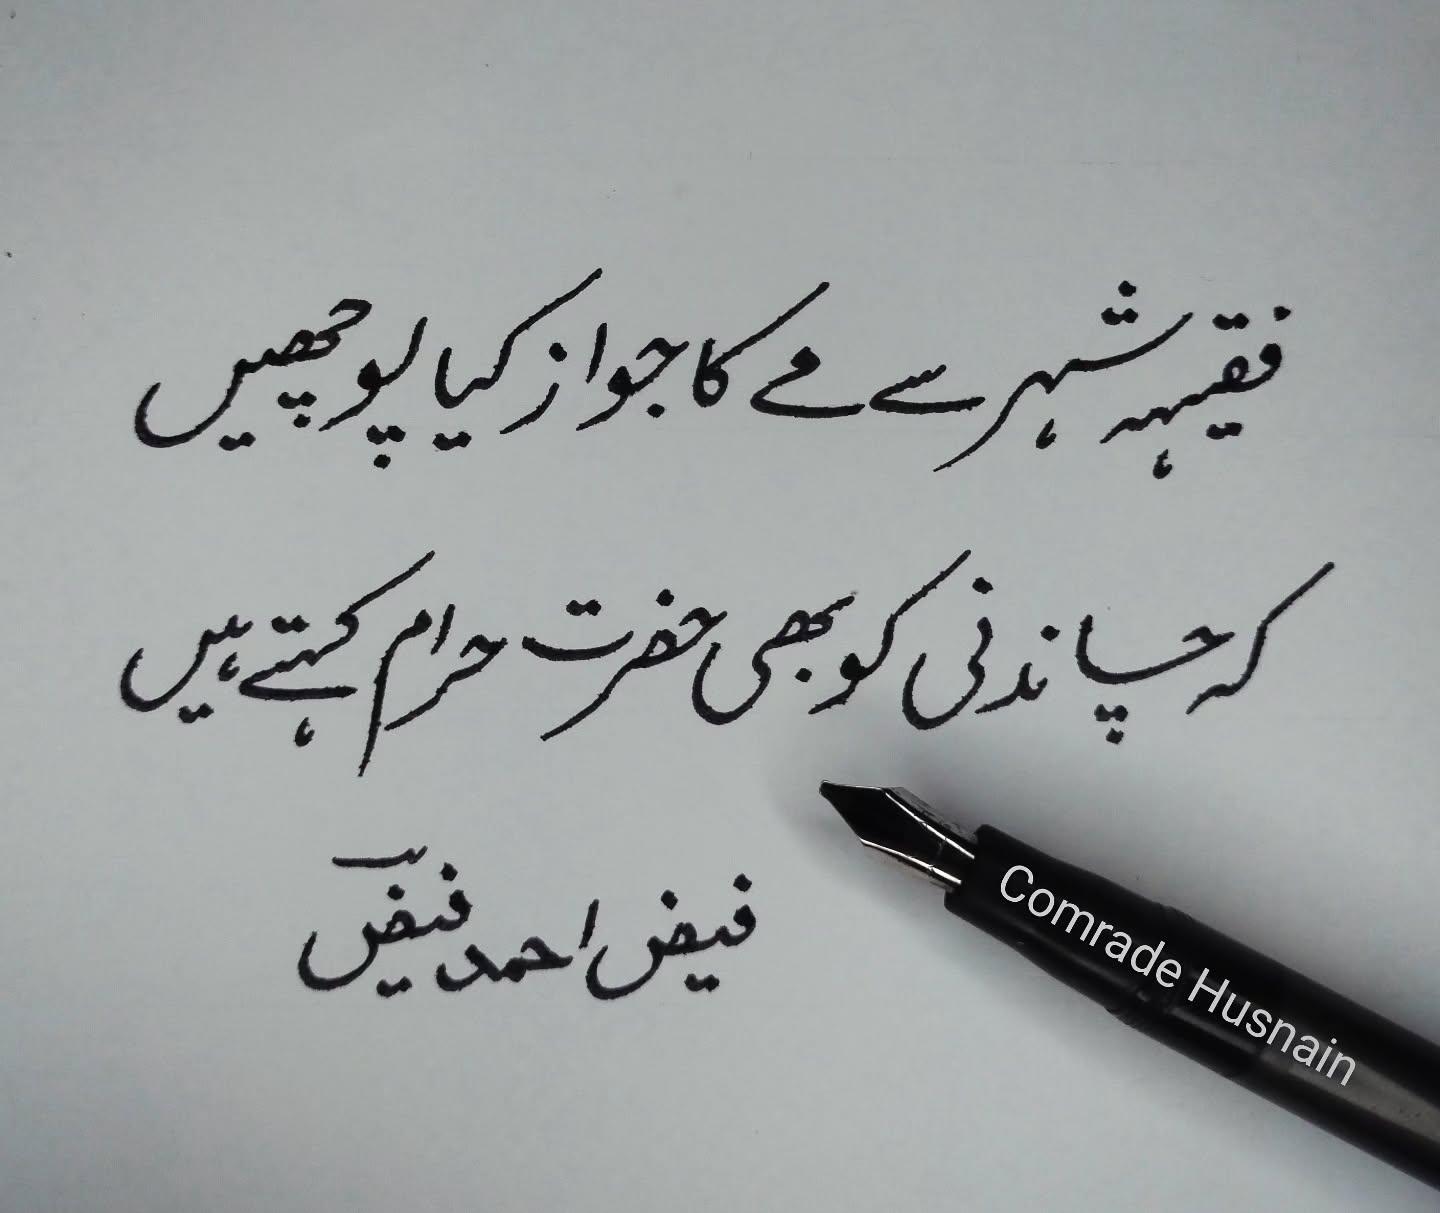 فقیہہ شہر سے مے کا جواز کیا پوچھیں
کہ چاندنی کو بھی حضرت حرام کہتے ہیں
فیض احمد فیضؔ
Comrade Husnain